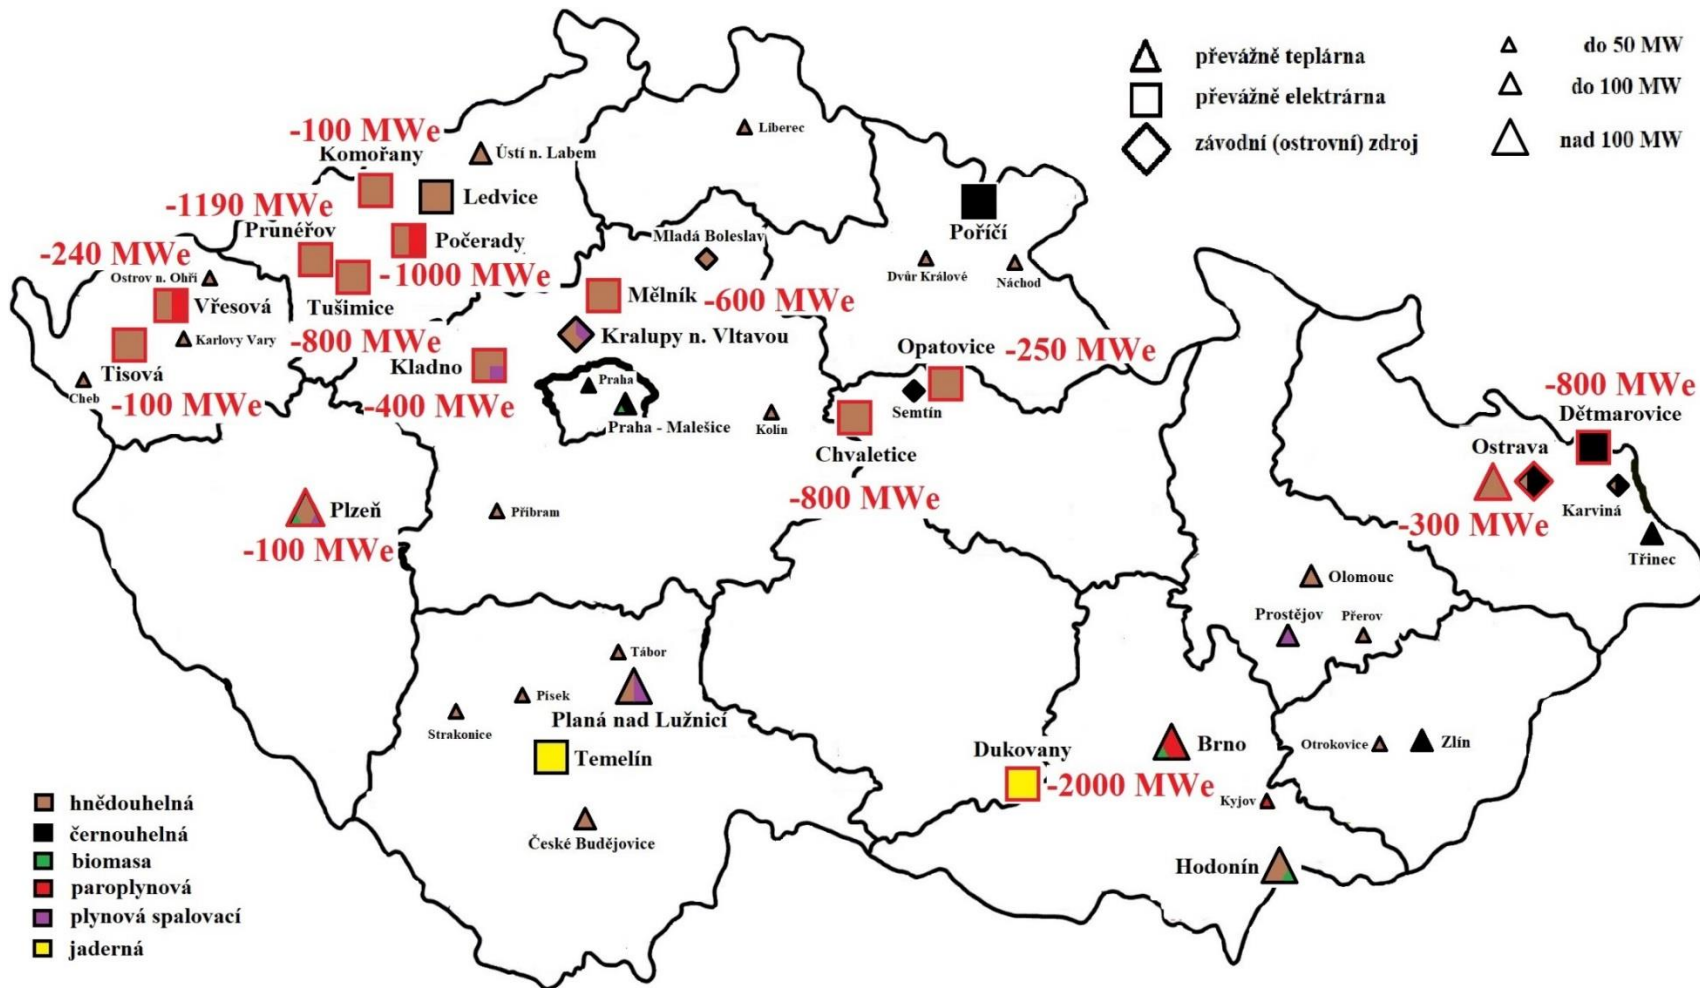 převážně teplárna
převážně elektrárna
závodní (ostrovní) zdroj
do 50 MW
do 100 MW
nad 100 MW
-100 MWe
Komořany
Ústí n. Labem
Liberec
Ledvice
-1190 MWe
Prunéřov
Počerady
-1000 MWe
Poříčí
Mladá Boleslav
Dvůr Králové
Náchod
-240 MWe
Ostrov n. Ohří
Vřesová
Tušimice
-800 MWe
Mělník
-600 MWe
Karlovy Vary
Kralupy n. Vltavou
Tisová
Cheb
-100 MWe
Kladno
-400 MWe
Praha
Praha - Malešice
Kolín
Opatovice
-250 MWe
Semtín
Chvaletice
-800 MWe
-800 MWe
Dětmarovice
Ostrava
-300 MWe
Karviná
Třinec
Plzeň
-100 MWe
Příbram
Olomouc
Prostějov
Přerov
Tábor
Písek
Planá nad Lužnicí
Strakonice
Temelín
České Budějovice
Dukovany
-2000 MWe
Brno
Otrokovice
Zlín
Kyjov
Hodonín
hnědouhelná
černouhelná
biomasa
paroplynová
plynová spalovací
jaderná